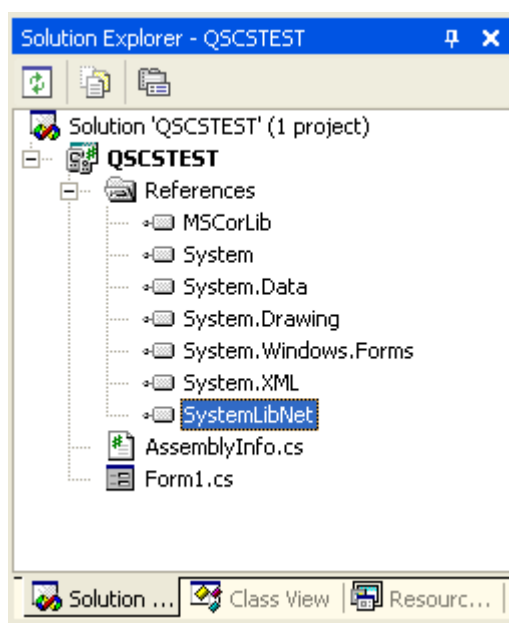 Solution Explorer - QSCSTEST
Solution 'QSCSTEST' (1 project)
QSCSTEST
References
MSCorLib
System
System.Data
System.Drawing
System.Windows.Forms
System.XML
SystemLibNet
AssemblyInfo.cs
Form1.cs
Solution ... Class View Resourc...